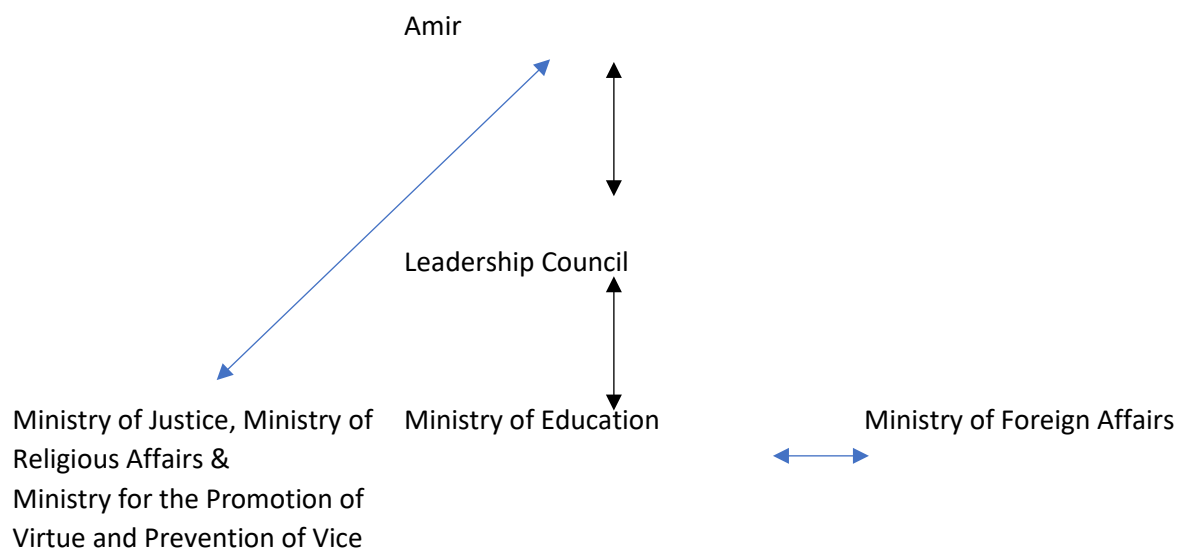 Amir
Leadership Council
Ministry of Justice, Ministry of
Religious Affairs &
Ministry for the Promotion of
Virtue and Prevention of Vice
Ministry of Education
Ministry of Foreign Affairs